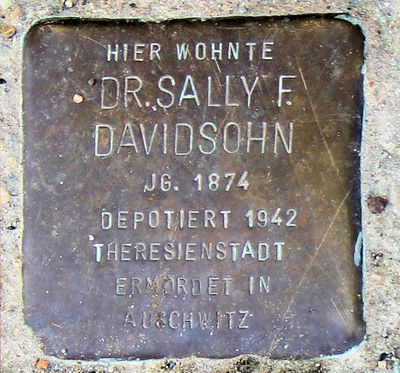 HIER WOHNTE
DR. SALLY F.
DAVIDSOHN
JG. 1874
DEPOTIERT 1942
THERESIENSTADT
ERMORDET IN
AUSCHWITZ